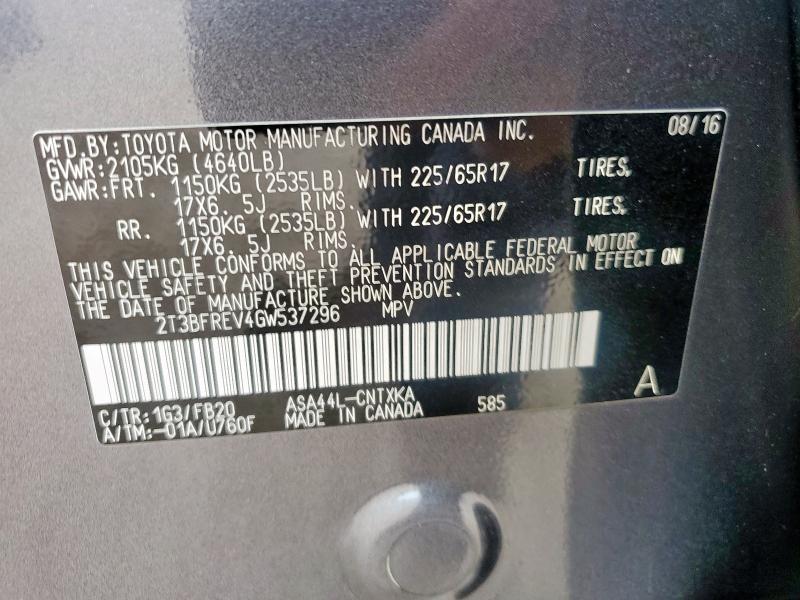 MFD.BY:TOYOTA MOTOR MANUFACTURING CANADA INC. 08/16
GVWR:2105KG (4640LB)
GAWR:FRT. 1150KG (2535LB) WITH 225/65R17 TIRES,
17X6. 5J RIMS.
RR. 1150KG (2535LB) WITH 225/65R17 TIRES,
17X6. 5J RIMS.
THIS VEHICLE CONFORMS TO ALL APPLICABLE FEDERAL MOTOR
VEHICLE SAFETY AND THEFT PREVENTION STANDARDS IN EFFECT ON
THE DATE OF MANUFACTURE SHOWN ABOVE.
2T3BFREV4GW537296 MPV
C/TR:1G3/FB20 ASA44L-CNTXKA 585 A
A/TM:-01A/U760F MADE IN CANADA